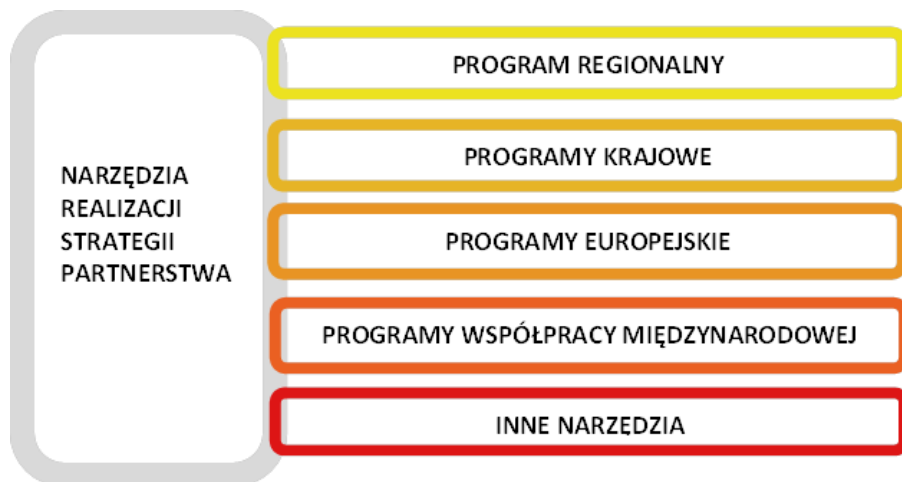 NARZĘDZIA
REALIZACJI
STRATEGII
PARTNERSTWA
PROGRAM REGIONALNY
PROGRAMY KRAJOWE
PROGRAMY EUROPEJSKIE
PROGRAMY WSPÓŁPRACY MIĘDZYNARODOWEJ
INNE NARZĘDZIA